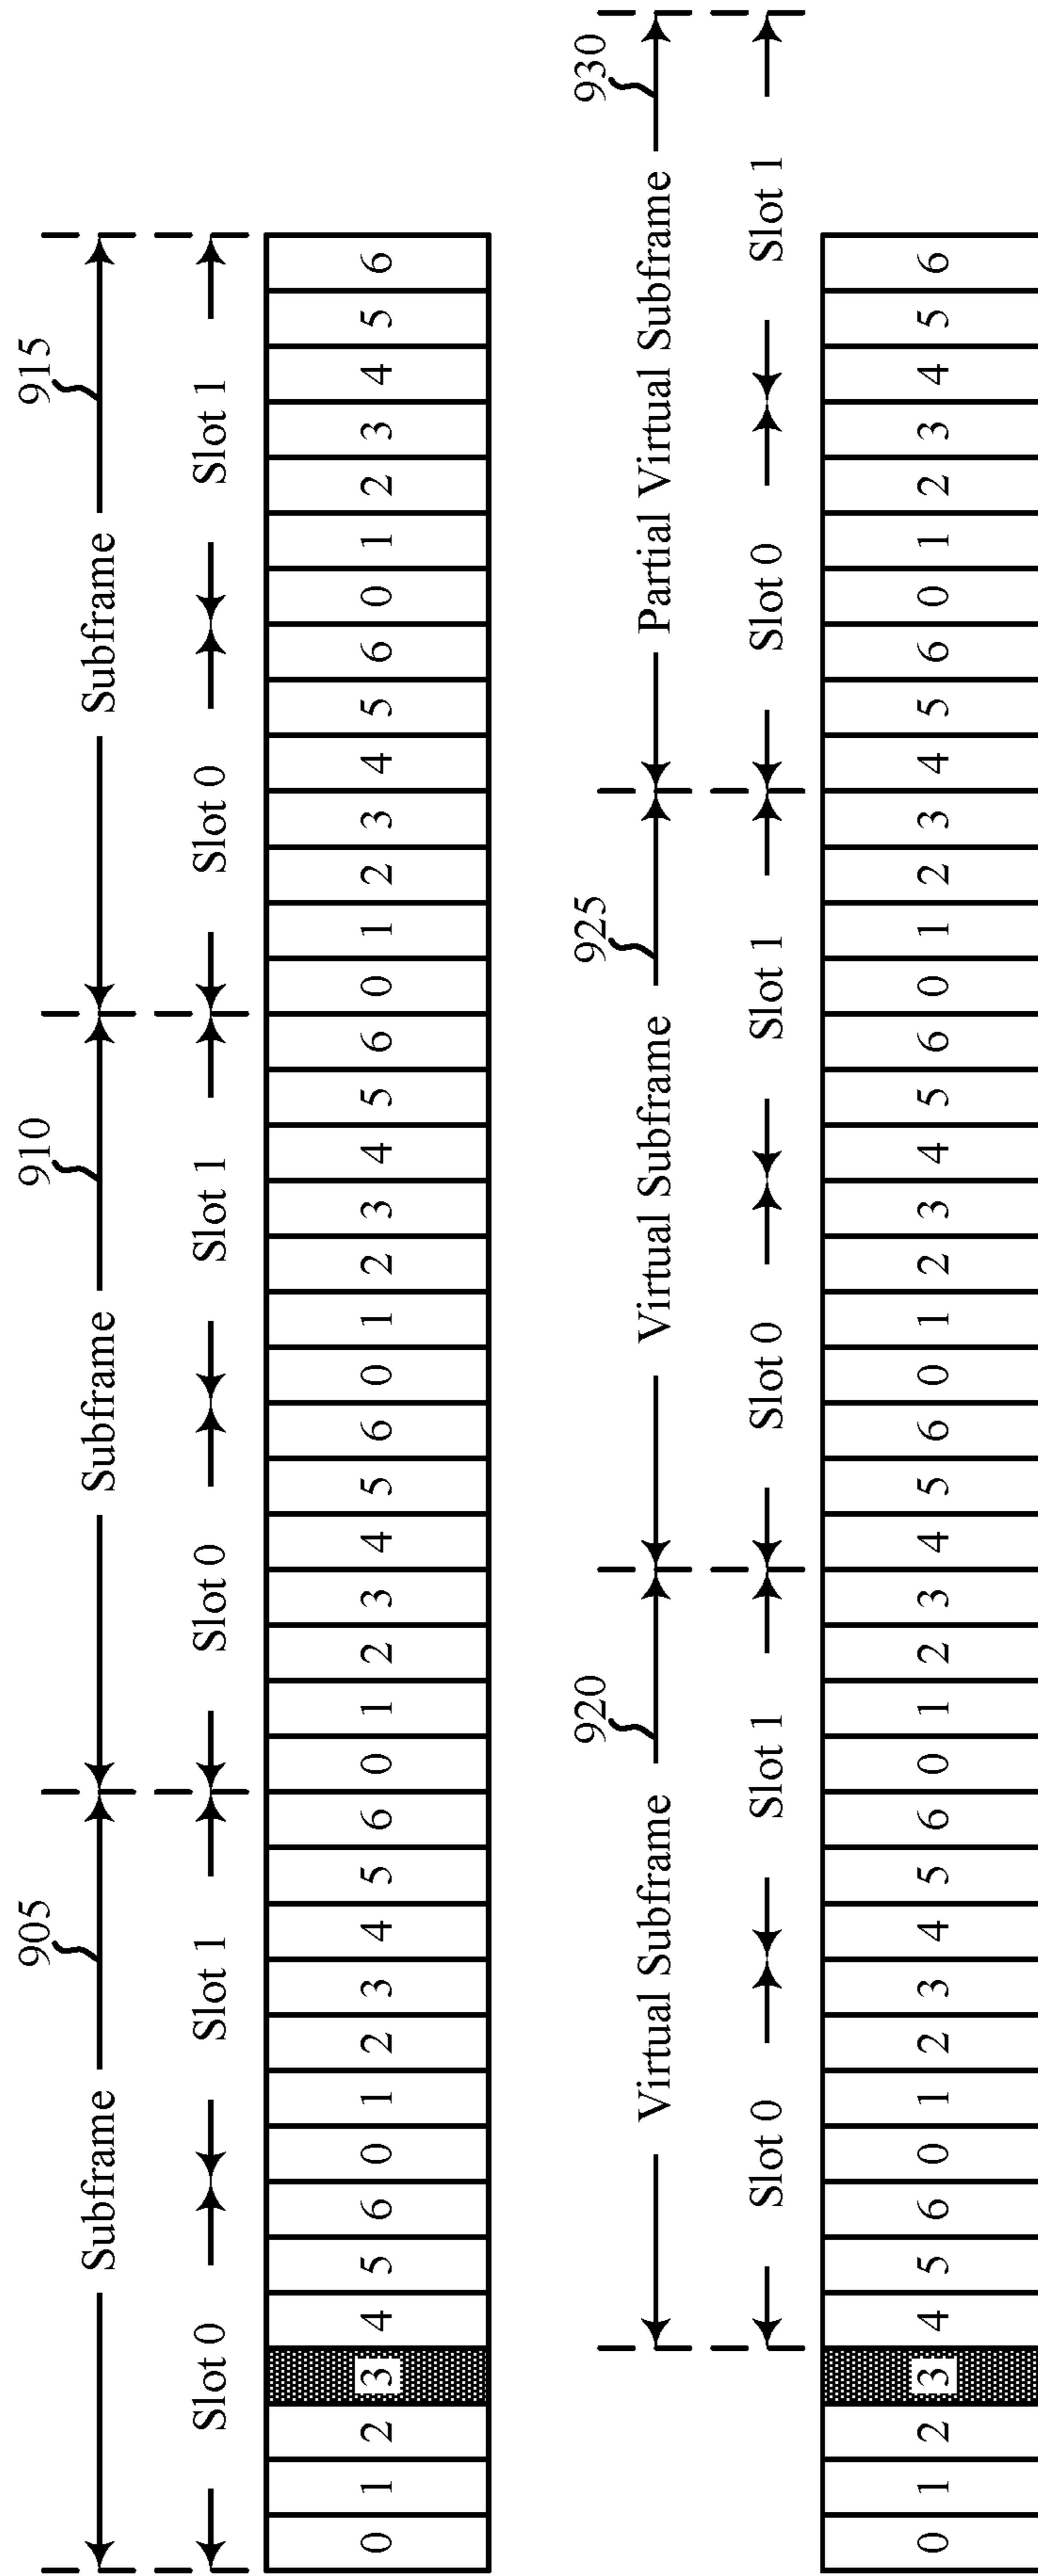 905 910 915
Subframe Subframe Subframe
Slot 0 Slot 1 Slot 0 Slot 1 Slot 0 Slot 1
0 1 2 3 4 5 6 0 1 2 3 4 5 6 0 1 2 3 4 5 6 0 1 2 3 4 5 6 0 1 2 3 4 5 6 0 1 2 3 4 5 6
920 925 930
Virtual Subframe Virtual Subframe Partial Virtual Subframe
Slot 0 Slot 1 Slot 0 Slot 1 Slot 0 Slot 1
0 1 2 3 4 5 6 0 1 2 3 4 5 6 0 1 2 3 4 5 6 0 1 2 3 4 5 6 0 1 2 3 4 5 6 0 1 2 3 4 5 6